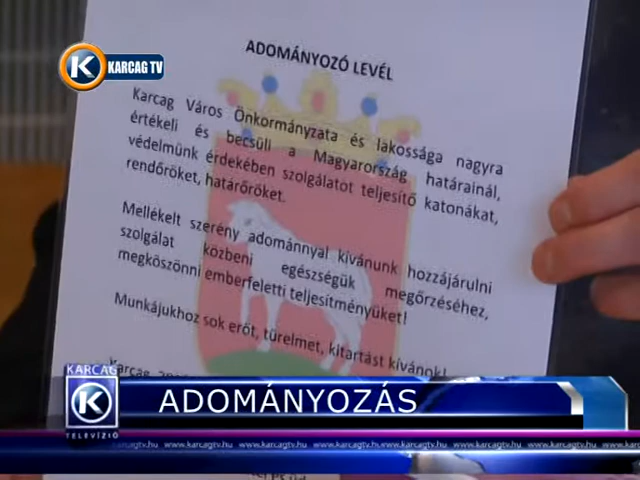 ADOMÁNYOZÓ LEVÉL
K KARCAG TV
Karcag Város Önkormányzata és lakossága nagyra
értékeli és becsüli a Magyarország határainál,
védelmünk érdekében szolgálatot teljesítő katonákat,
rendőröket, határőröket.
Mellékelt szerény adománnyal kívánunk hozzájárulni
szolgálat közbeni egészségük megőrzéséhez,
megköszönni emberfeletti teljesítményüket!
Munkájukhoz sok erőt, türelmet, kitartást kívánok!
Karcag,
KARCAG
K
TELEVÍZIÓ
ADOMÁNYOZÁS
www.karcagtv.hu www.karcagtv.hu www.karcagtv.hu www.karcagtv.hu www.karcagtv.hu www.karcagtv.hu